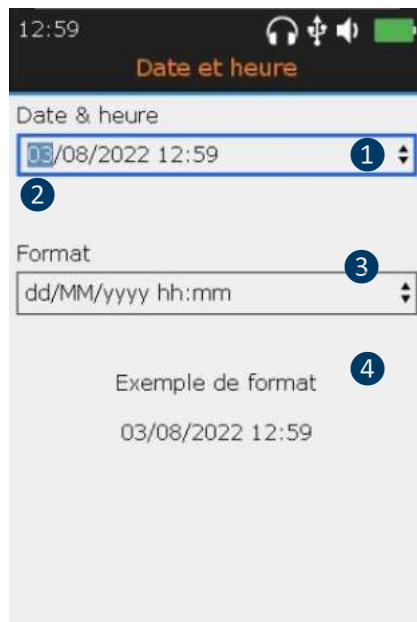 12:59
Date et heure
Date & heure
03/08/2022 12:59 1
2
Format
3
dd/MM/yyyy hh:mm
4
Exemple de format
03/08/2022 12:59